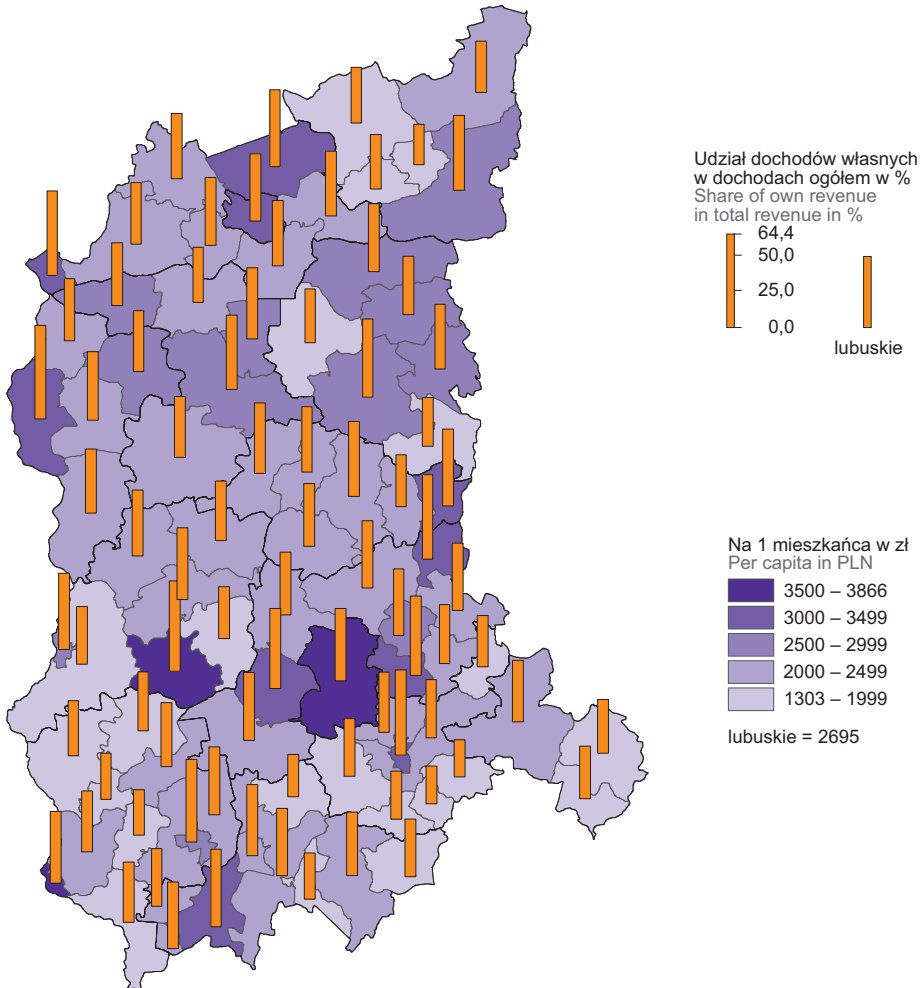 Udział dochodów własnych
w dochodach ogółem w %
Share of own revenue
in total revenue in %
64,4
50,0
25,0
0,0
lubuskie
Na 1 mieszkańca w zł
Per capita in PLN
3500 – 3866
3000 – 3499
2500 – 2999
2000 – 2499
1303 – 1999
lubuskie = 2695